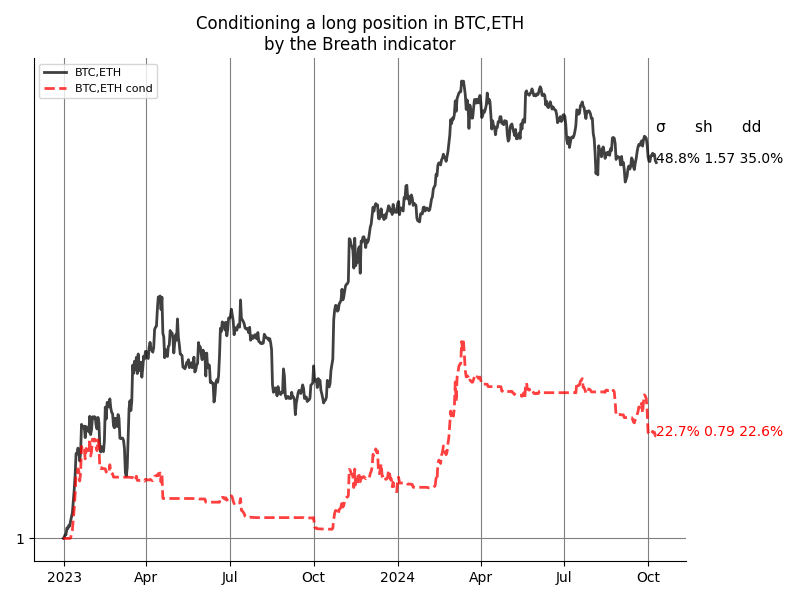 Conditioning a long position in BTC,ETH
by the Breath indicator
BTC,ETH
BTC,ETH cond
σ sh dd
48.8% 1.57 35.0%
22.7% 0.79 22.6%
1
2023 Apr Jul Oct 2024 Apr Jul Oct